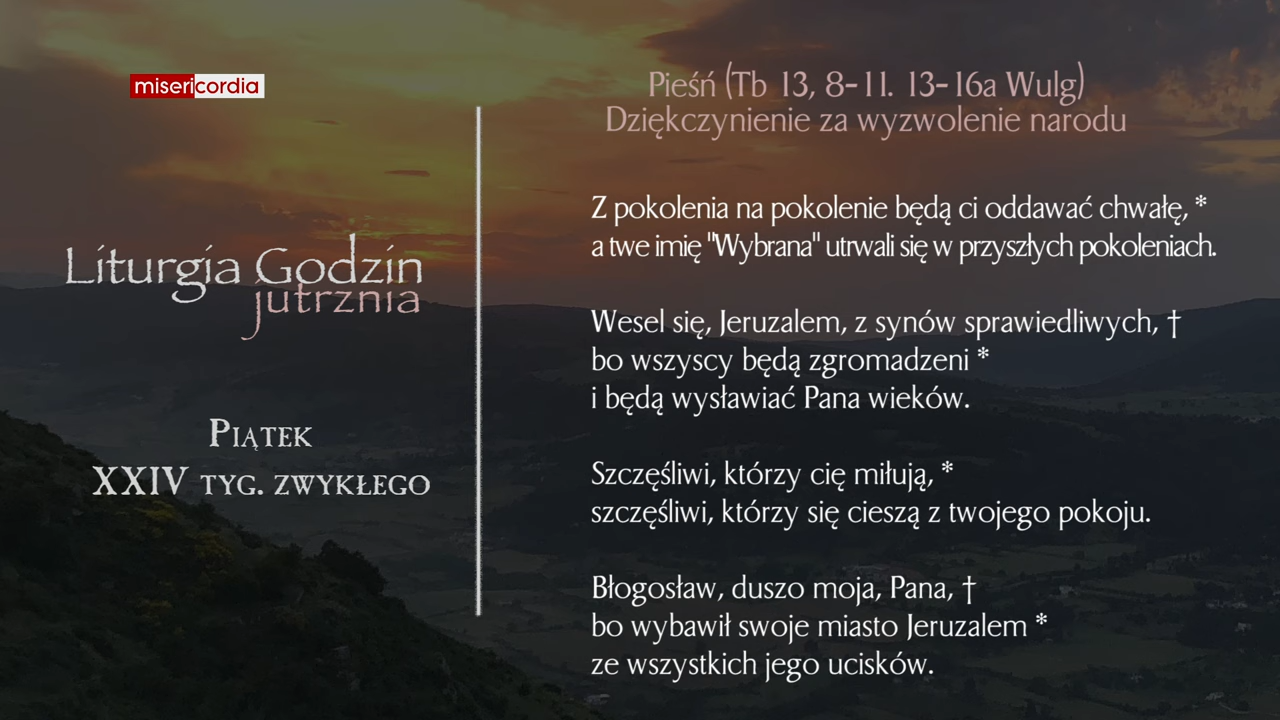 misericordia
Liturgia Godzin
jutrznia
Piątek
XXIV tyg. zwykłego
Pieśń (Tb 13, 8-11. 13-16a Wulg)
Dziękczynienie za wyzwolenie narodu
Z pokolenia na pokolenie będą ci oddawać chwałę, *
a twe imię "Wybrana" utrwali się w przyszłych pokoleniach.
Wesel się, Jeruzalem, z synów sprawiedliwych, †
bo wszyscy będą zgromadzeni *
i będą wysławiać Pana wieków.
Szczęśliwi, którzy cię miłują, *
szczęśliwi, którzy się cieszą z twojego pokoju.
Błogosław, duszo moja, Pana, †
bo wybawił swoje miasto Jeruzalem *
ze wszystkich jego ucisków.